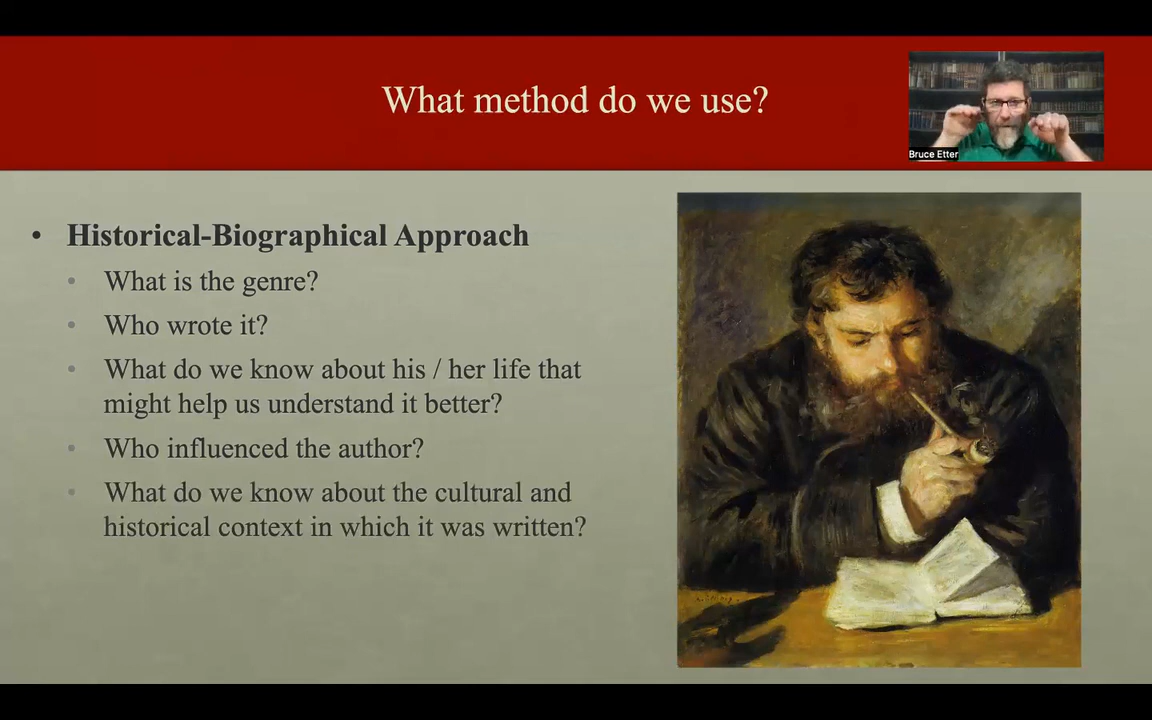 What method do we use?
Bruce Etter
• Historical-Biographical Approach
• What is the genre?
• Who wrote it?
• What do we know about his / her life that
might help us understand it better?
• Who influenced the author?
• What do we know about the cultural and
historical context in which it was written?